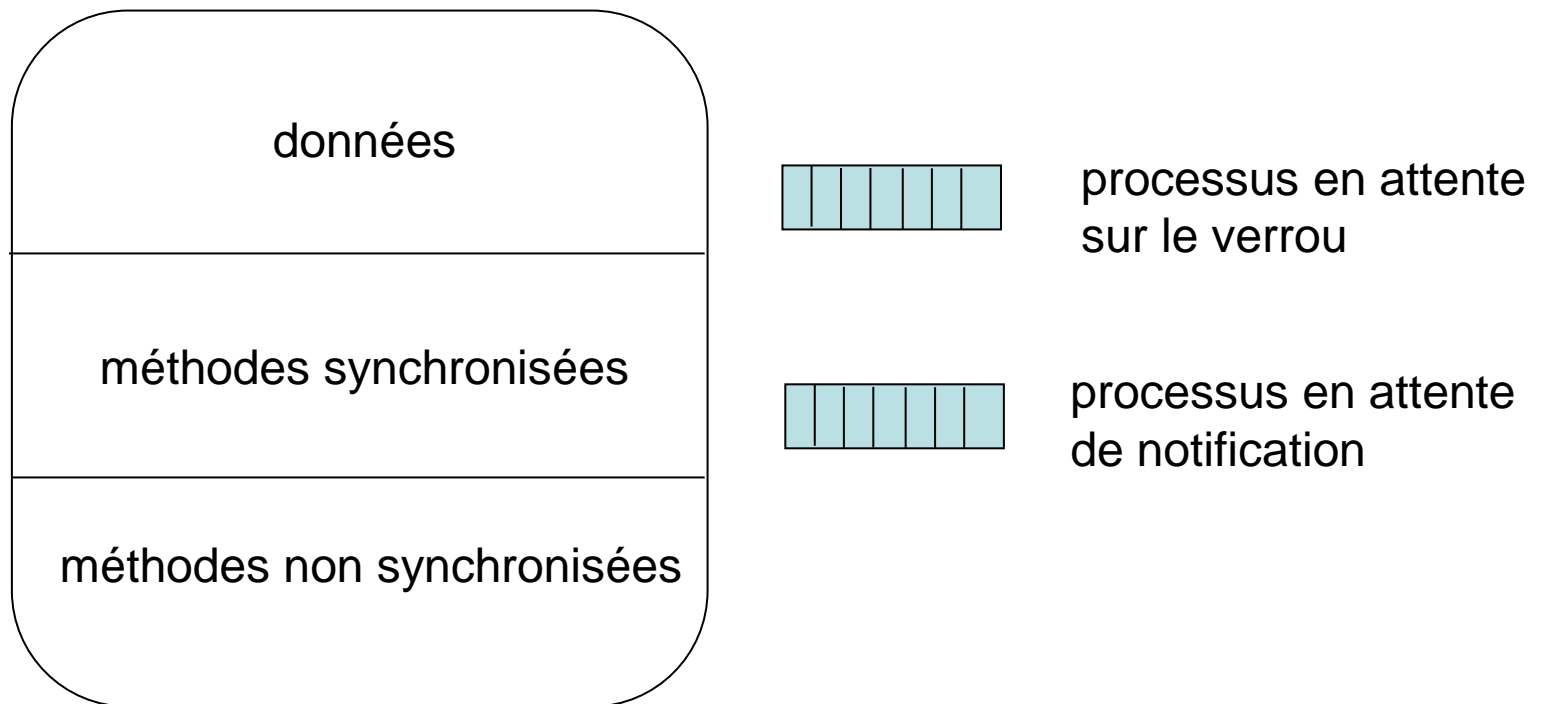 données
processus en attente
sur le verrou
méthodes synchronisées
processus en attente
de notification
méthodes non synchronisées